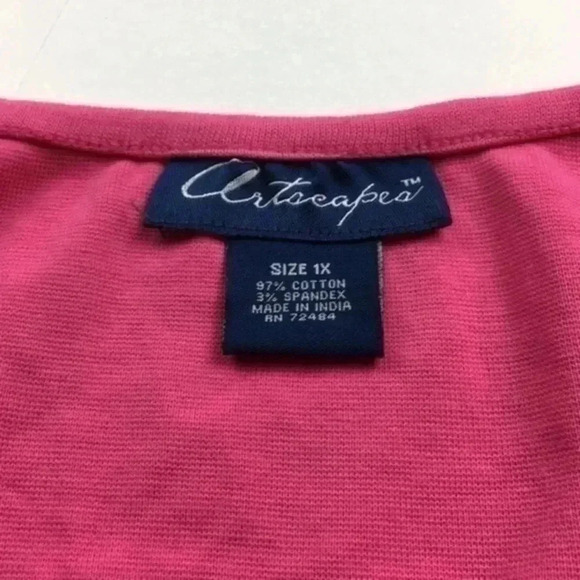 Artscapes™
SIZE 1X
97% COTTON
3% SPANDEX
MADE IN INDIA
RN 72484